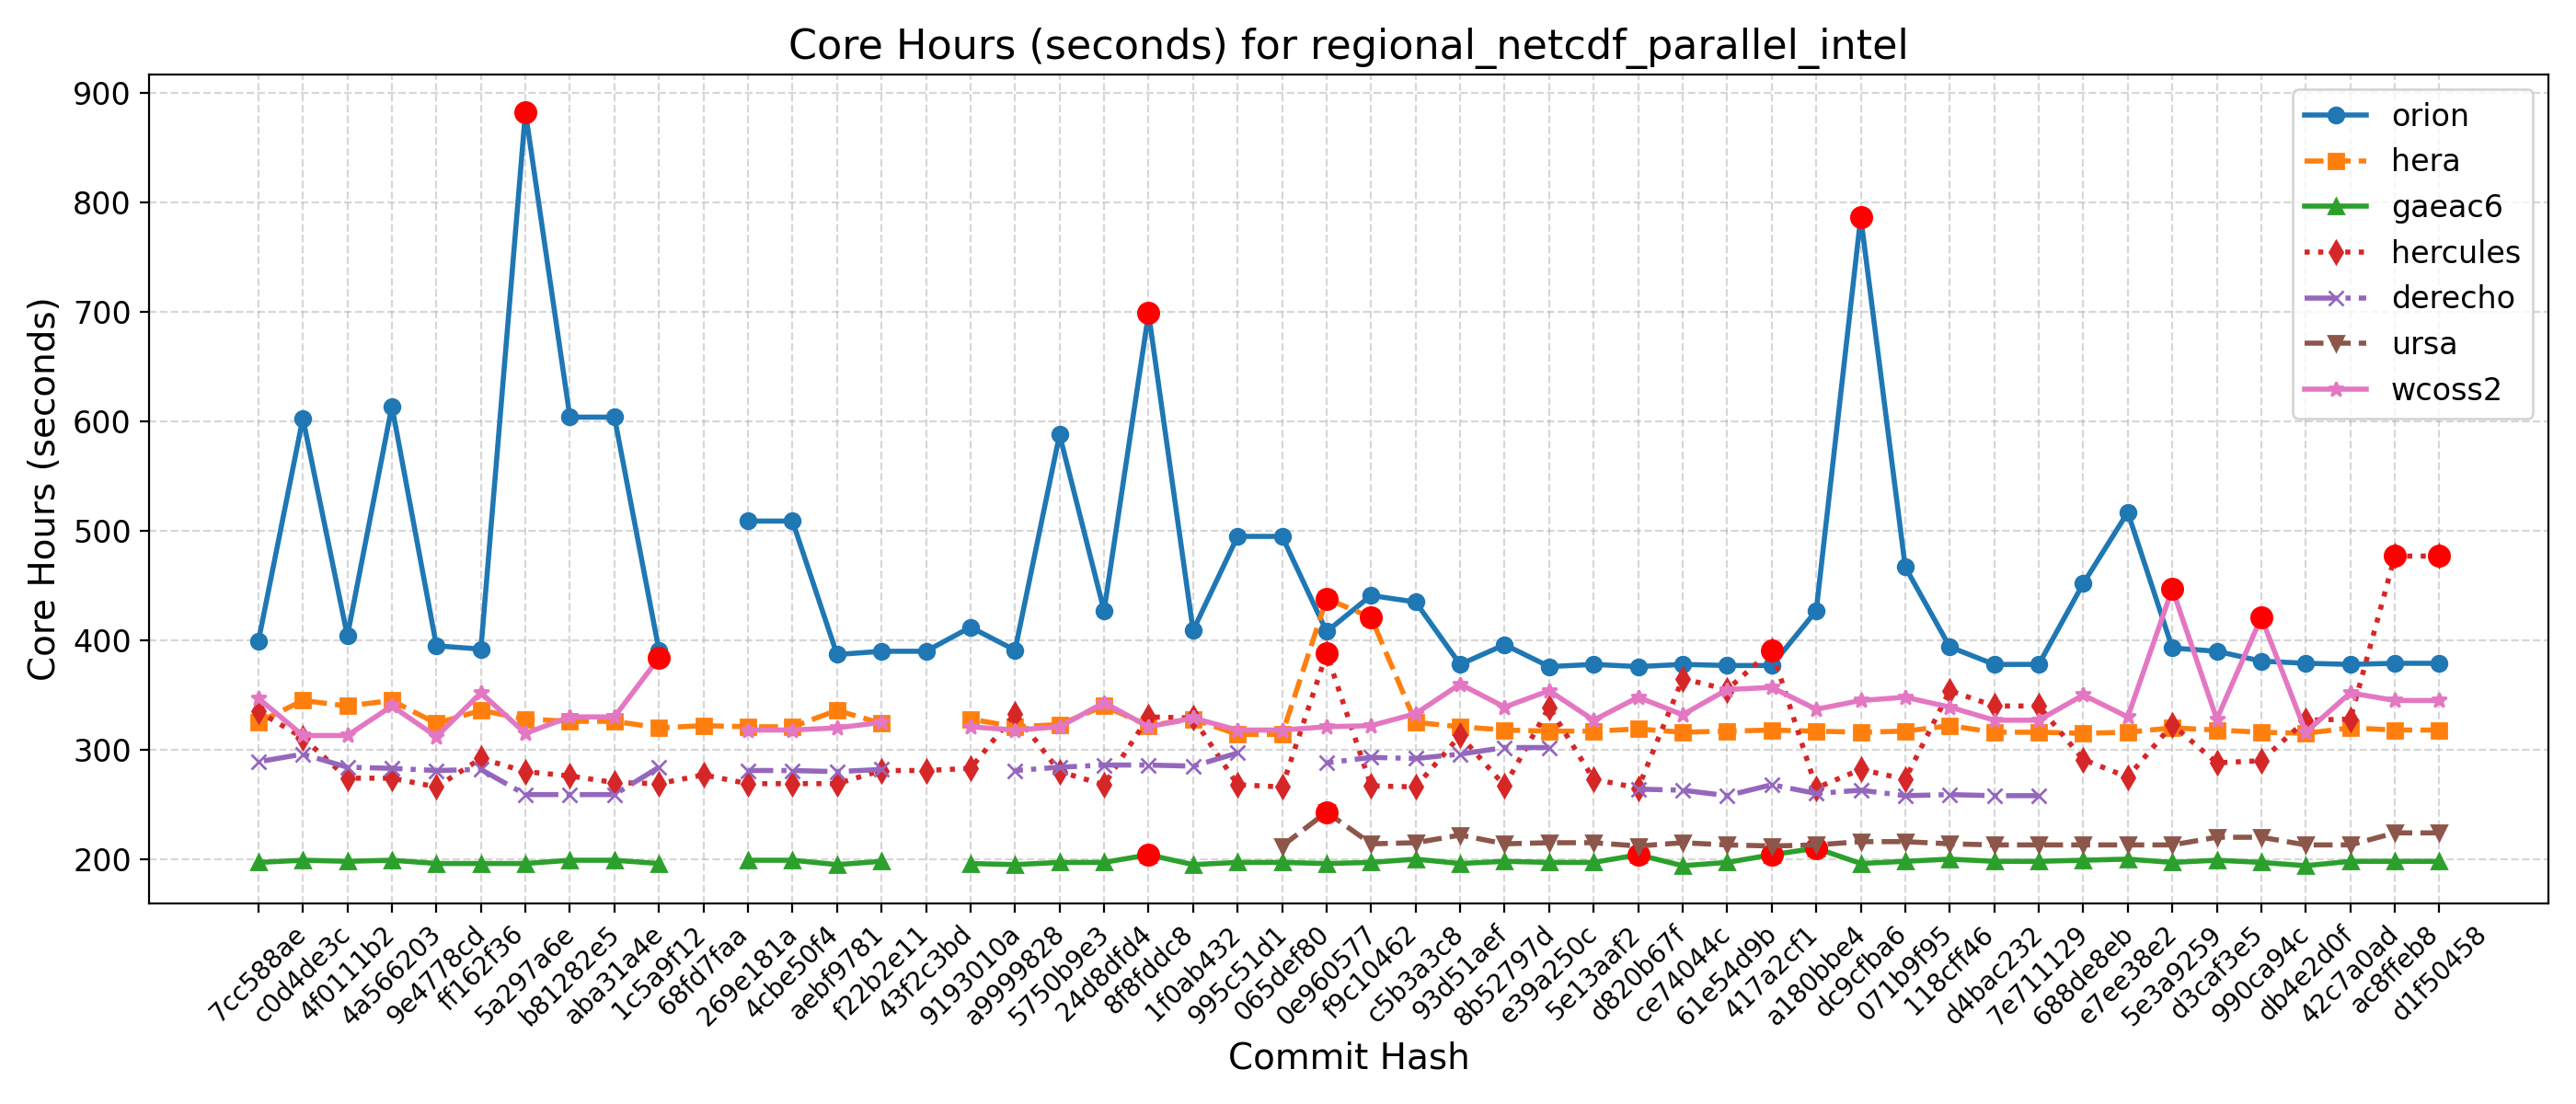 Core Hours (seconds) for regional_netcdf_parallel_intel
Core Hours (seconds)
900
800
700
600
500
400
300
200
orion
hera
gaeac6
hercules
derecho
ursa
wcoss2
7cc588ae
c0d4de3c
4f0111b2
4a566203
9e4778cd
ff162f36
5a297a6e
b81282e5
aba31a4e
1c5a9f12
68fd7faa
269e181a
4cbe50f4
aebf9781
f22b2e11
43f2c3bd
9193010a
a9999828
5750b9e3
24d8dfd4
8f8fddc8
1f0ab432
995c51d1
065def80
0e960577
f9c10462
c5b3a3c8
93d51aef
8b52797d
e39a250c
5e13aaf2
d820b67f
ce74044c
61e54d9b
417a2cf1
a180bbe4
dc9cfba6
071b9f95
118cff46
d4bac232
7e711129
688de8eb
e7ee38e2
5e3a9259
d3caf3e5
990ca94c
db4e2d0f
42c7a0ad
ac8ffeb8
d1f50458
Commit Hash